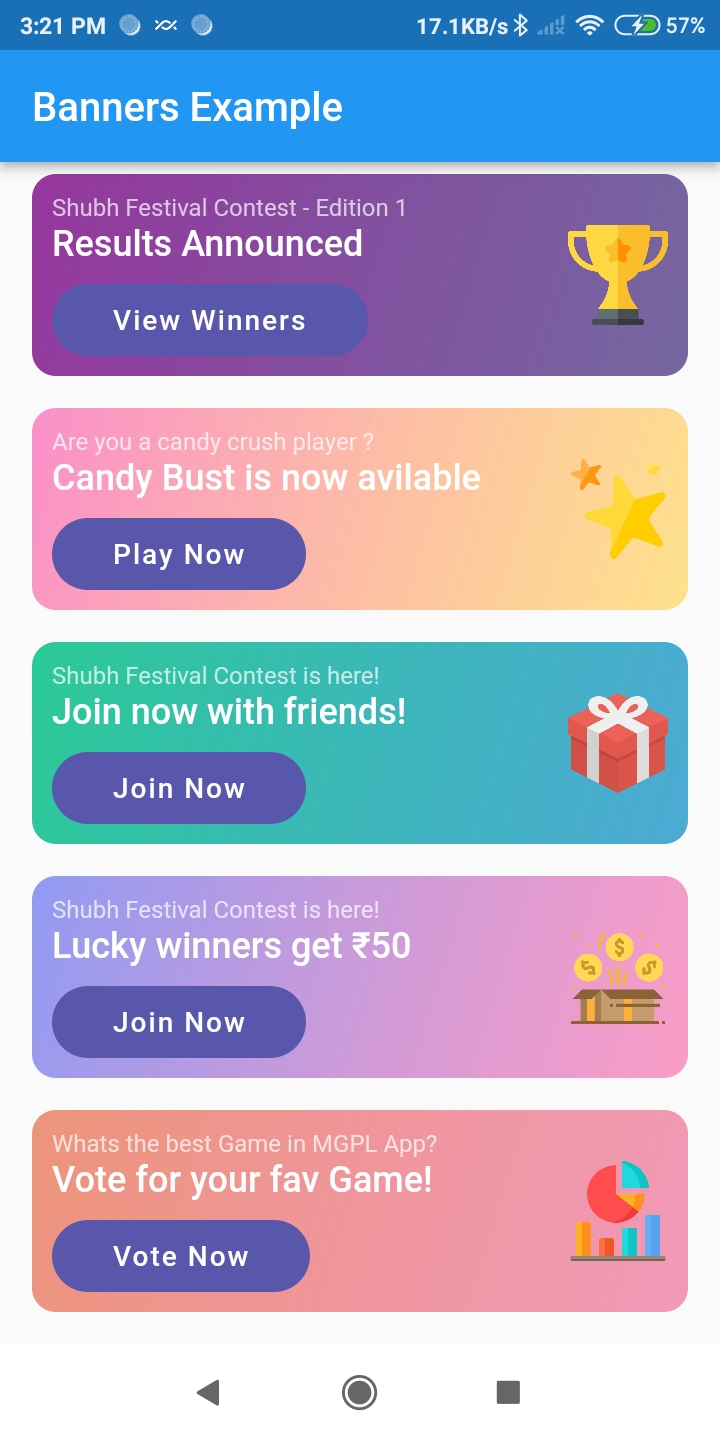 3:21 PM 17.1KB/s 57%
Banners Example
Shubh Festival Contest - Edition 1
Results Announced
View Winners
Are you a candy crush player ?
Candy Bust is now avilable
Play Now
Shubh Festival Contest is here!
Join now with friends!
Join Now
Shubh Festival Contest is here!
Lucky winners get ₹50
Join Now
Whats the best Game in MGPL App?
Vote for your fav Game!
Vote Now